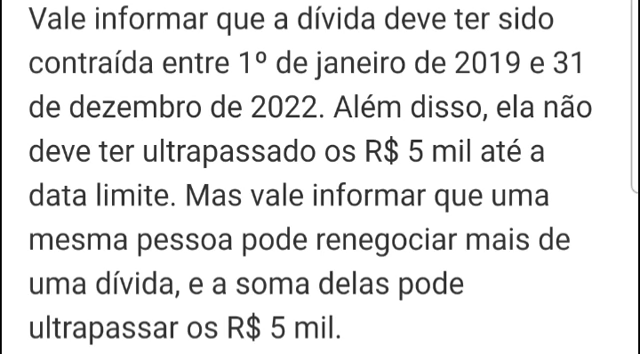 Vale informar que a dívida deve ter sido
contraída entre 1º de janeiro de 2019 e 31
de dezembro de 2022. Além disso, ela não
deve ter ultrapassado os R$ 5 mil até a
data limite. Mas vale informar que uma
mesma pessoa pode renegociar mais de
uma dívida, e a soma delas pode
ultrapassar os R$ 5 mil.